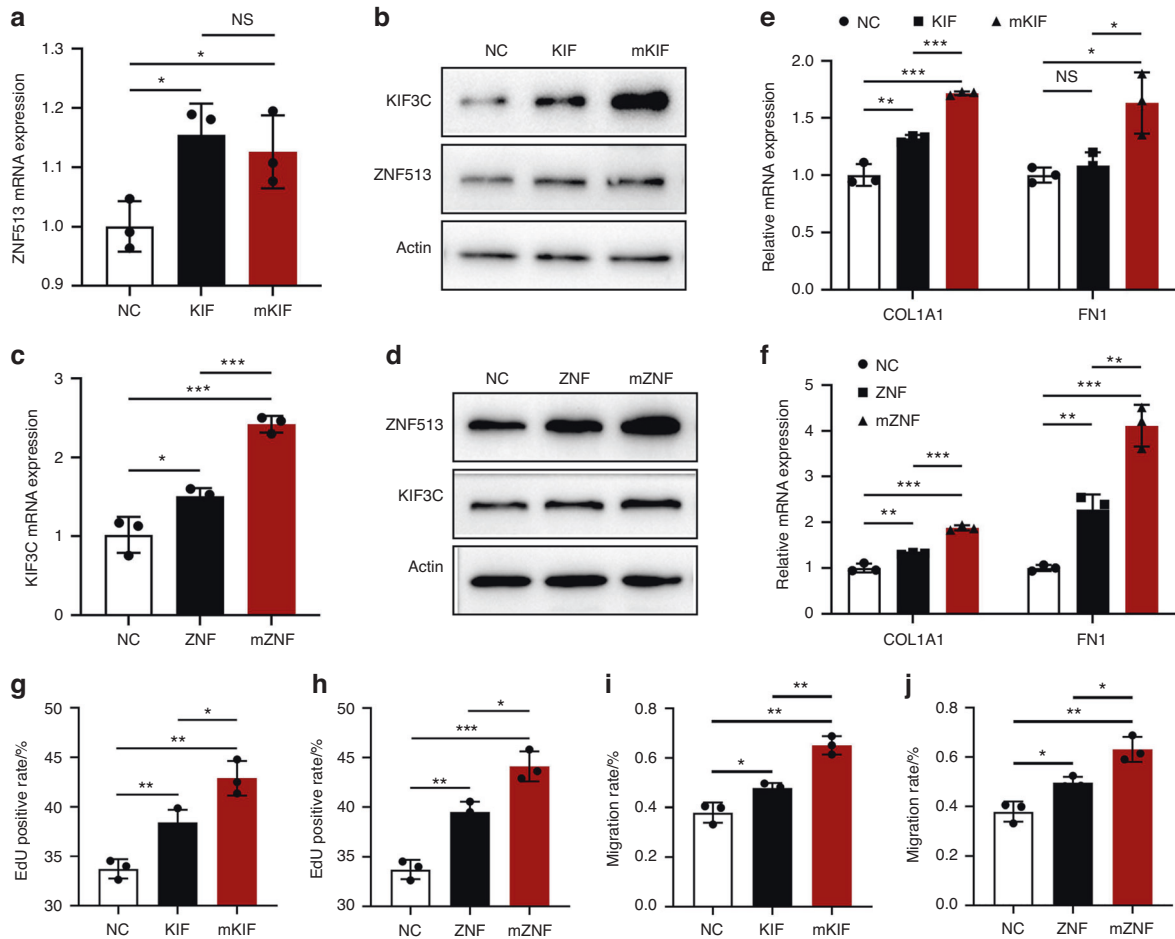 a
NS
*
*
ZNF513 mRNA expression
1.3
1.2
1.1
1.0
0.9
NC KIF mKIF
b
NC KIF mKIF
KIF3C
ZNF513
Actin
e
NC KIF mKIF
***
***
**
*
*
NS
Relative mRNA expression
2.0
1.5
1.0
0.5
0.0
COL1A1 FN1
c
***
***
*
KIF3C mRNA expression
3
2
1
0
NC ZNF mZNF
d
NC ZNF mZNF
ZNF513
KIF3C
Actin
f
NC
ZNF
mZNF
***
***
**
**
***
**
Relative mRNA expression
5
4
3
2
1
0
COL1A1 FN1
g
*
**
**
EdU positive rate/%
50
45
40
35
30
NC KIF mKIF
h
*
***
**
EdU positive rate/%
50
45
40
35
30
NC ZNF mZNF
i
**
**
*
Migration rate/%
0.8
0.6
0.4
0.2
0.0
NC KIF mKIF
j
*
**
*
Migration rate/%
0.8
0.6
0.4
0.2
0.0
NC ZNF mZNF